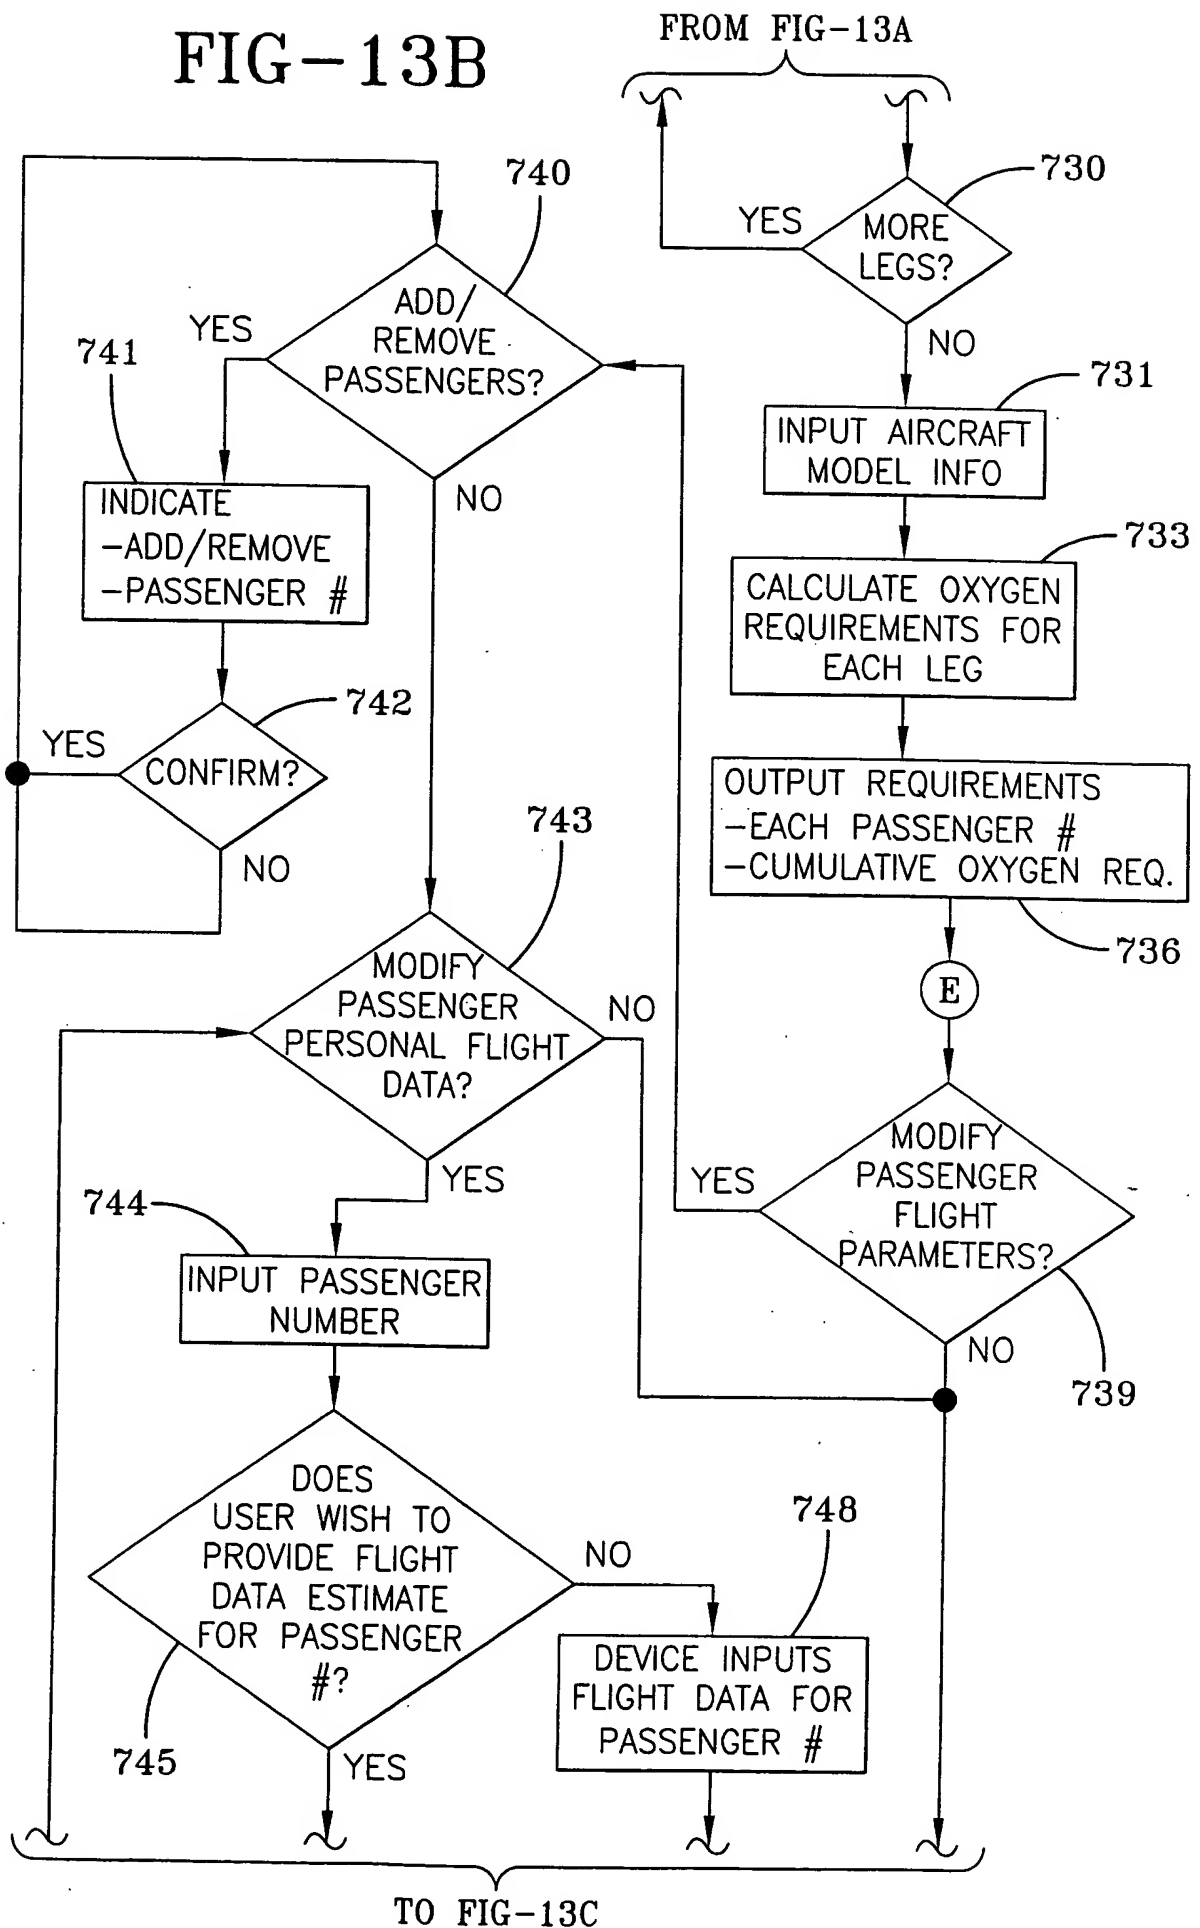 FIG-13B
FROM FIG-13A
730
MORE
LEGS?
YES
NO
731
INPUT AIRCRAFT
MODEL INFO
733
CALCULATE OXYGEN
REQUIREMENTS FOR
EACH LEG
OUTPUT REQUIREMENTS
-EACH PASSENGER #
-CUMULATIVE OXYGEN REQ.
736
E
MODIFY
PASSENGER
FLIGHT
PARAMETERS?
YES
NO
739
740
ADD/
REMOVE
PASSENGERS?
YES
NO
741
INDICATE
-ADD/REMOVE
-PASSENGER #
742
CONFIRM?
YES
NO
743
MODIFY
PASSENGER
PERSONAL FLIGHT
DATA?
NO
YES
744
INPUT PASSENGER
NUMBER
DOES
USER WISH TO
PROVIDE FLIGHT
DATA ESTIMATE
FOR PASSENGER
#?
745
NO
YES
748
DEVICE INPUTS
FLIGHT DATA FOR
PASSENGER #
TO FIG-13C